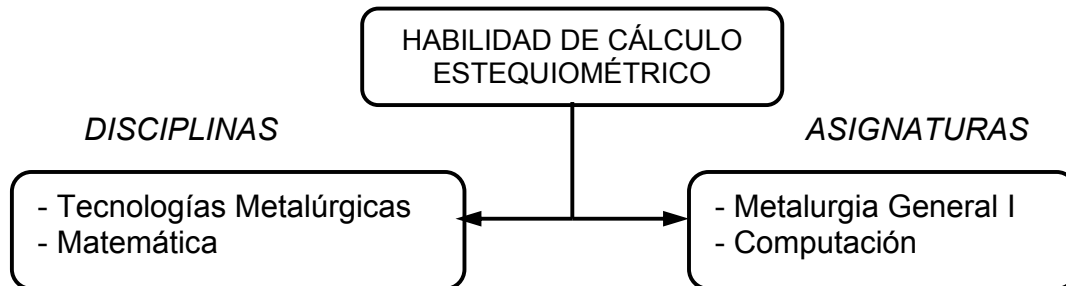 HABILIDAD DE CÁLCULO
ESTEQUIOMÉTRICO
DISCIPLINAS
ASIGNATURAS
- Tecnologías Metalúrgicas
- Matemática
- Metalurgia General I
- Computación